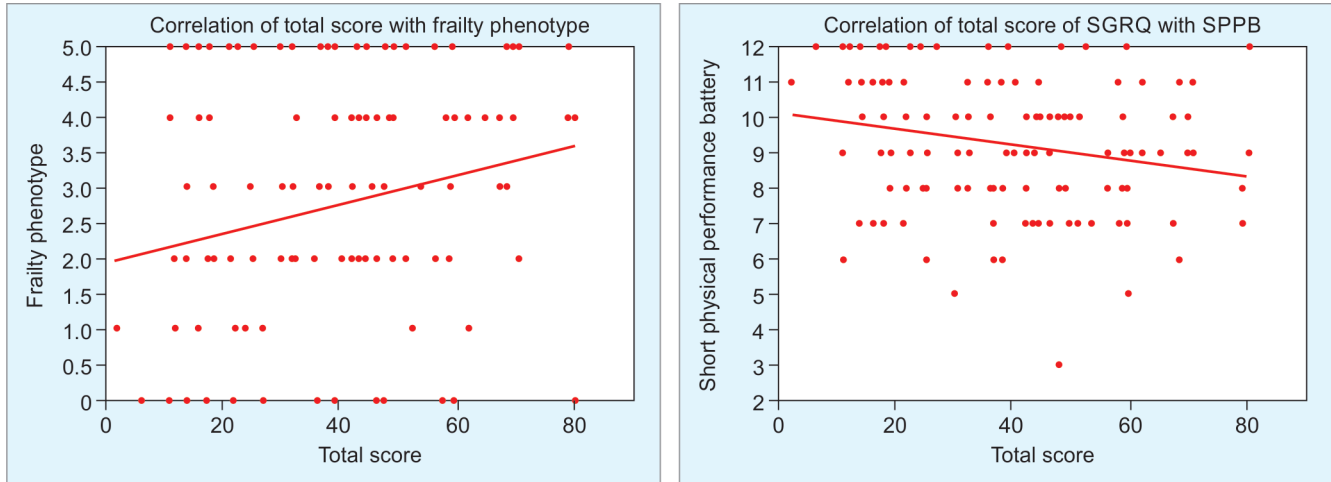 Correlation of total score with frailty phenotype
5.0
4.5
4.0
3.5
3.0
2.5
2.0
1.5
1.0
0.5
0
Frailty phenotype
0 20 40 60 80
Total score
Correlation of total score of SGRQ with SPPB
12
11
10
9
8
7
6
5
4
3
2
Short physical performance battery
0 20 40 60 80
Total score